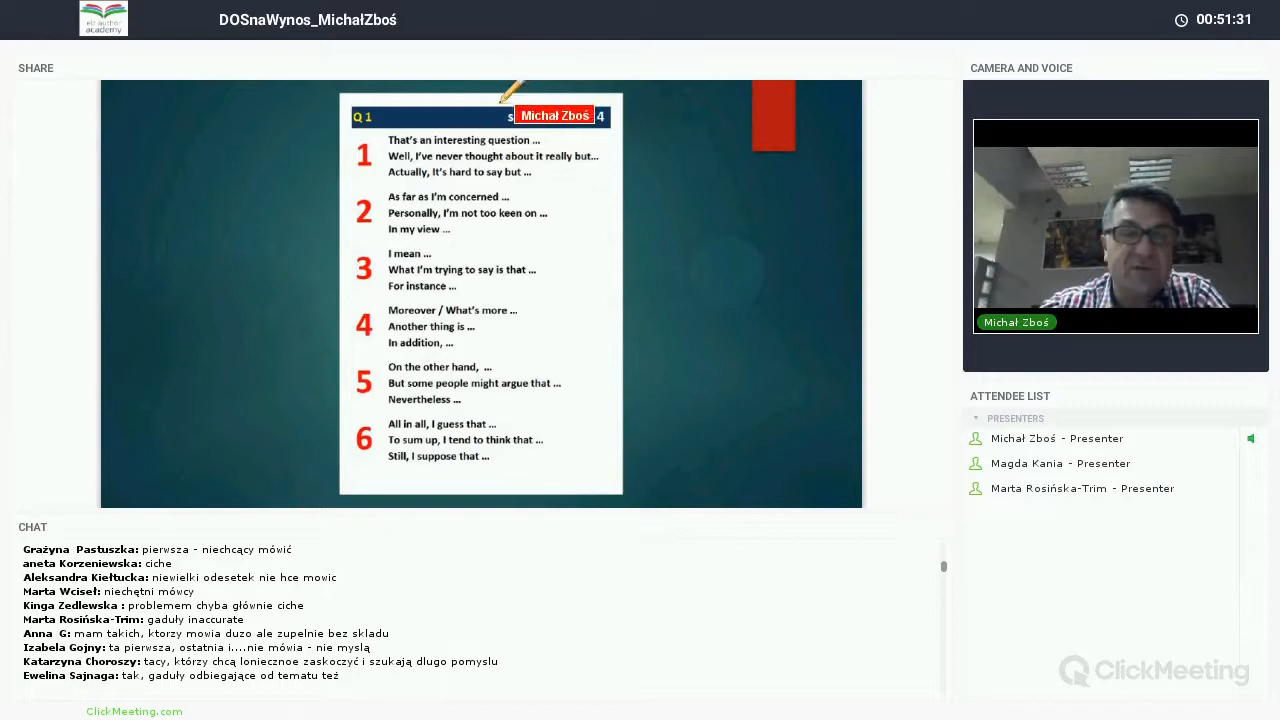 elt author
academy
DOSnaWynos_MichałZboś
00:51:31
SHARE
CAMERA AND VOICE
Q 1
s
Michał Zboś
4
1
That's an interesting question ...
Well, I've never thought about it really but...
Actually, It's hard to say but ...
2
As far as I'm concerned ...
Personally, I'm not too keen on ...
In my view ...
3
I mean ...
What I'm trying to say is that ...
For instance ...
4
Moreover / What's more ...
Another thing is ...
In addition, ...
5
On the other hand, ...
But some people might argue that ...
Nevertheless ...
6
All in all, I guess that ...
To sum up, I tend to think that ...
Still, I suppose that ...
Michał Zboś
ATTENDEE LIST
PRESENTERS
Michał Zboś - Presenter
Magda Kania - Presenter
Marta Rosińska-Trim - Presenter
CHAT
Grażyna Pastuszka: pierwsza - niechcący mówić
aneta Korzeniewska: ciche
Aleksandra Kiełtucka: niewielki odesetek nie hce mowic
Marta Wciseł: niechętni mówcy
Kinga Zedlewska : problemem chyba głównie ciche
Marta Rosińska-Trim: gaduły inaccurate
Anna G: mam takich, ktorzy mowia duzo ale zupelnie bez skladu
Izabela Gojny: ta pierwsza, ostatnia i....nie mówia - nie myslą
Katarzyna Choroszy: tacy, którzy chcą loniecznoe zaskoczyć i szukają dlugo pomyslu
Ewelina Sajnaga: tak, gaduły odbiegające od tematu też
ClickMeeting
ClickMeeting.com